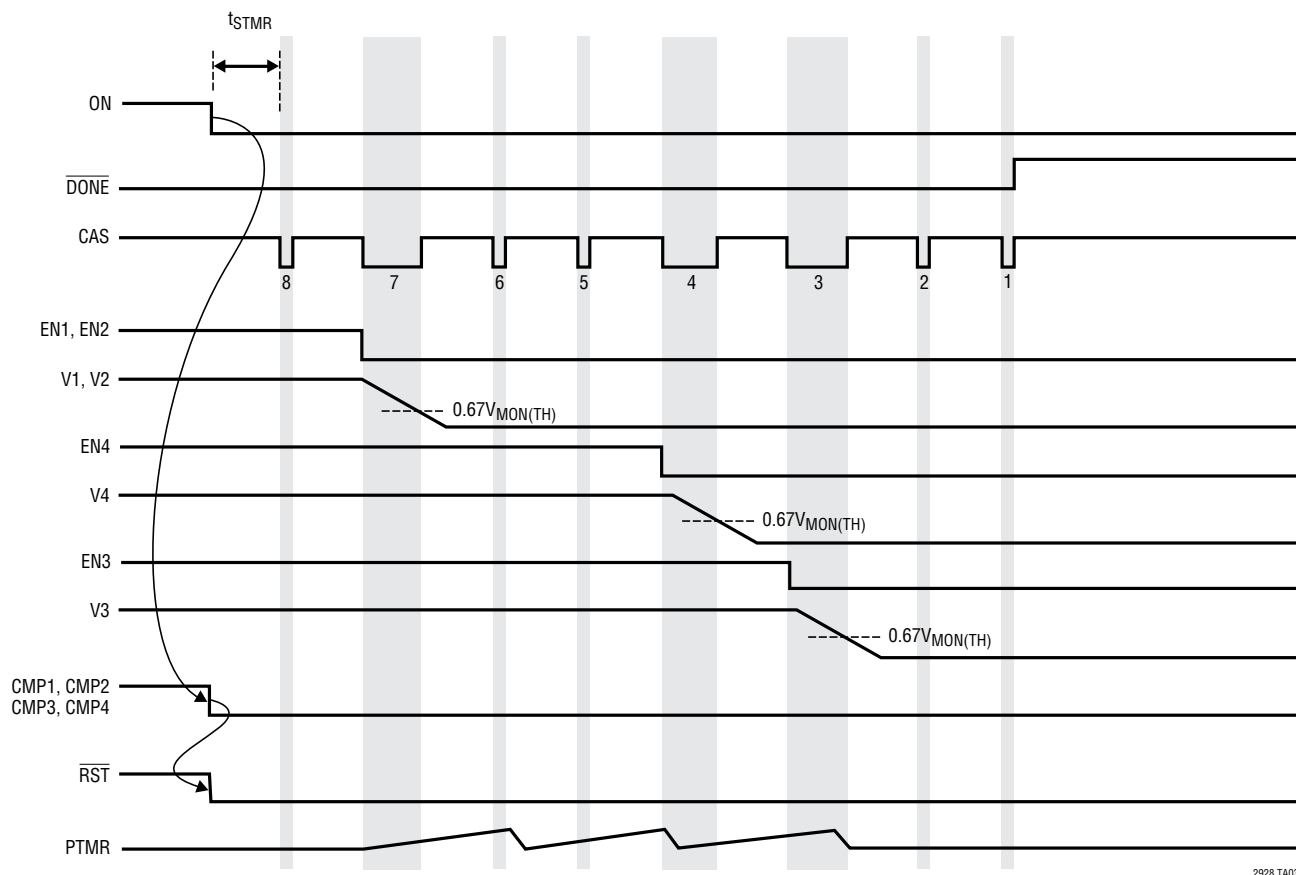 tSTMR
ON
DONE
CAS
8 7 6 5 4 3 2 1
EN1, EN2
V1, V2
0.67VMON(TH)
EN4
V4
0.67VMON(TH)
EN3
V3
0.67VMON(TH)
CMP1, CMP2
CMP3, CMP4
RST
PTMR